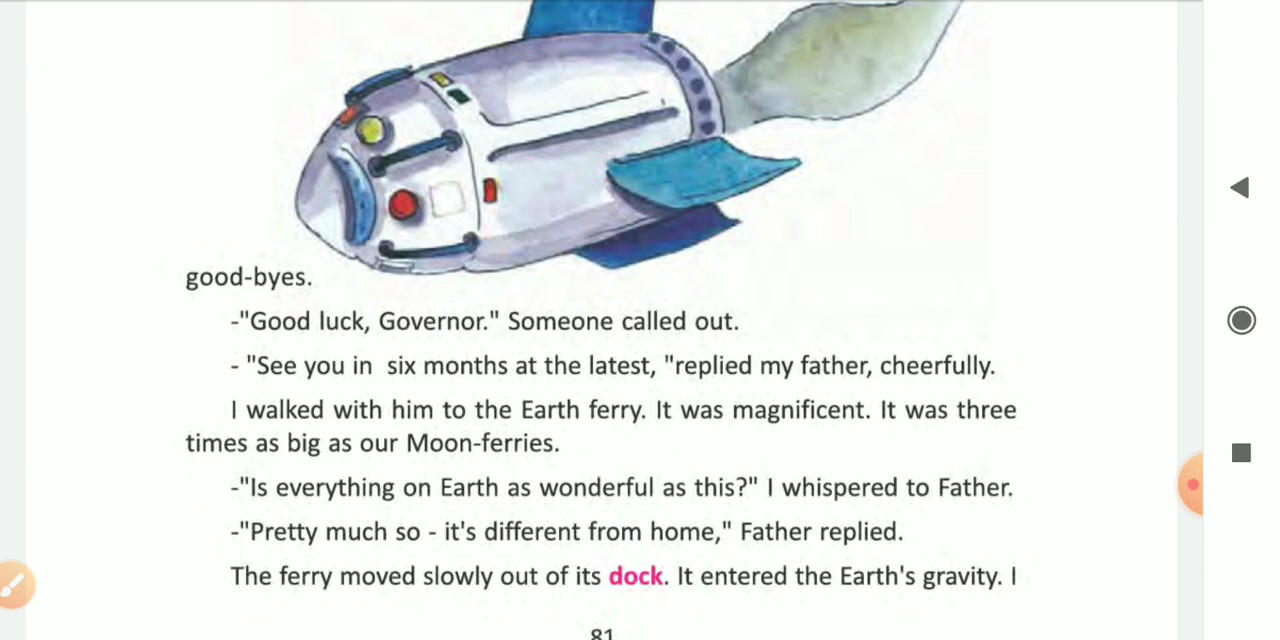 good-byes.
-"Good luck, Governor." Someone called out.
- "See you in  six months at the latest, "replied my father, cheerfully.
I walked with him to the Earth ferry. It was magnificent. It was three
times as big as our Moon-ferries.
-"Is everything on Earth as wonderful as this?" I whispered to Father.
-"Pretty much so - it's different from home," Father replied.
The ferry moved slowly out of its dock. It entered the Earth's gravity. I
81